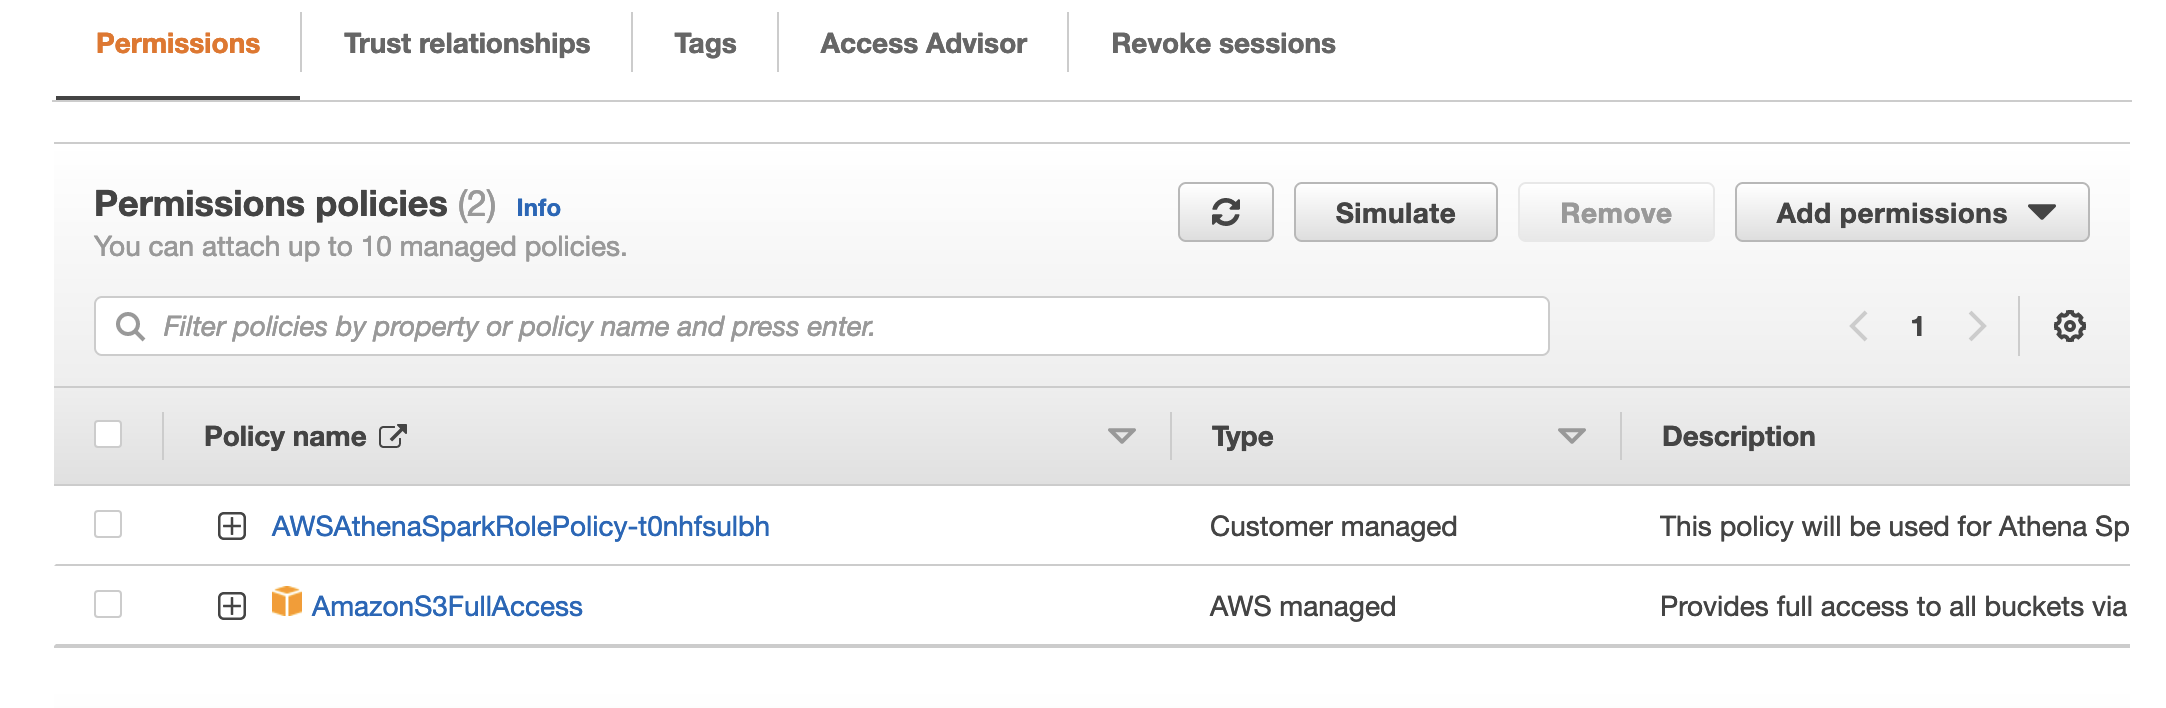 Permissions Trust relationships Tags Access Advisor Revoke sessions
Permissions policies (2) Info
You can attach up to 10 managed policies.
Simulate Remove Add permissions
Filter policies by property or policy name and press enter.
1
Policy name Type Description
AWSAthenaSparkRolePolicy-t0nhfsulbh Customer managed This policy will be used for Athena Sp
AmazonS3FullAccess AWS managed Provides full access to all buckets via